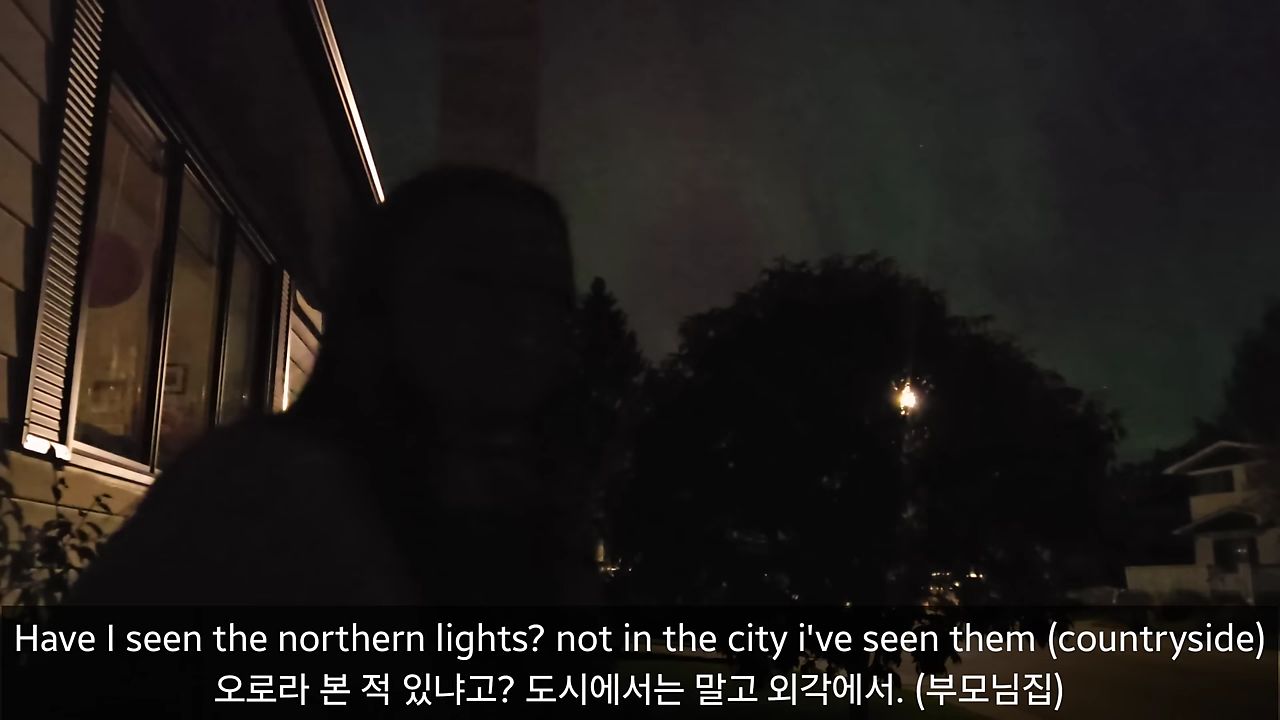 Have I seen the northern lights? not in the city i've seen them (countryside)
오로라 본 적 있냐고? 도시에서는 말고 외각에서. (부모님집)